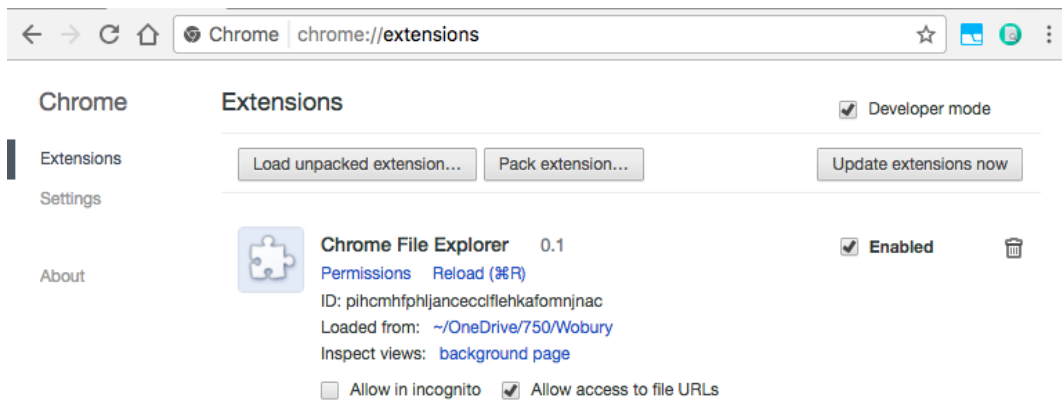 Chrome chrome://extensions
Chrome
Extensions
Developer mode
Extensions
Settings
About
Load unpacked extension... Pack extension... Update extensions now
Chrome File Explorer 0.1
Enabled
Permissions Reload (⌘R)
ID: pihcmhfphljancecclflehkafomnjnac
Loaded from: ~/OneDrive/750/Wobury
Inspect views: background page
Allow in incognito Allow access to file URLs